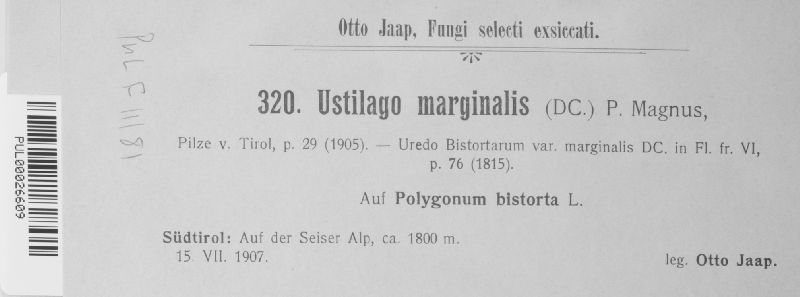 Otto Jaap, Fungi selecti exsiccati.
320. Ustilago marginalis (DC.) P. Magnus,
Pilze v. Tirol, p. 29 (1905). — Uredo Bistortarum var. marginalis DC. in Fl. fr. VI,
p. 76 (1815).
Auf Polygonum bistorta L.
Südtirol: Auf der Seiser Alp, ca. 1800 m.
15. VII. 1907.
leg. Otto Jaap.
PUL00026609